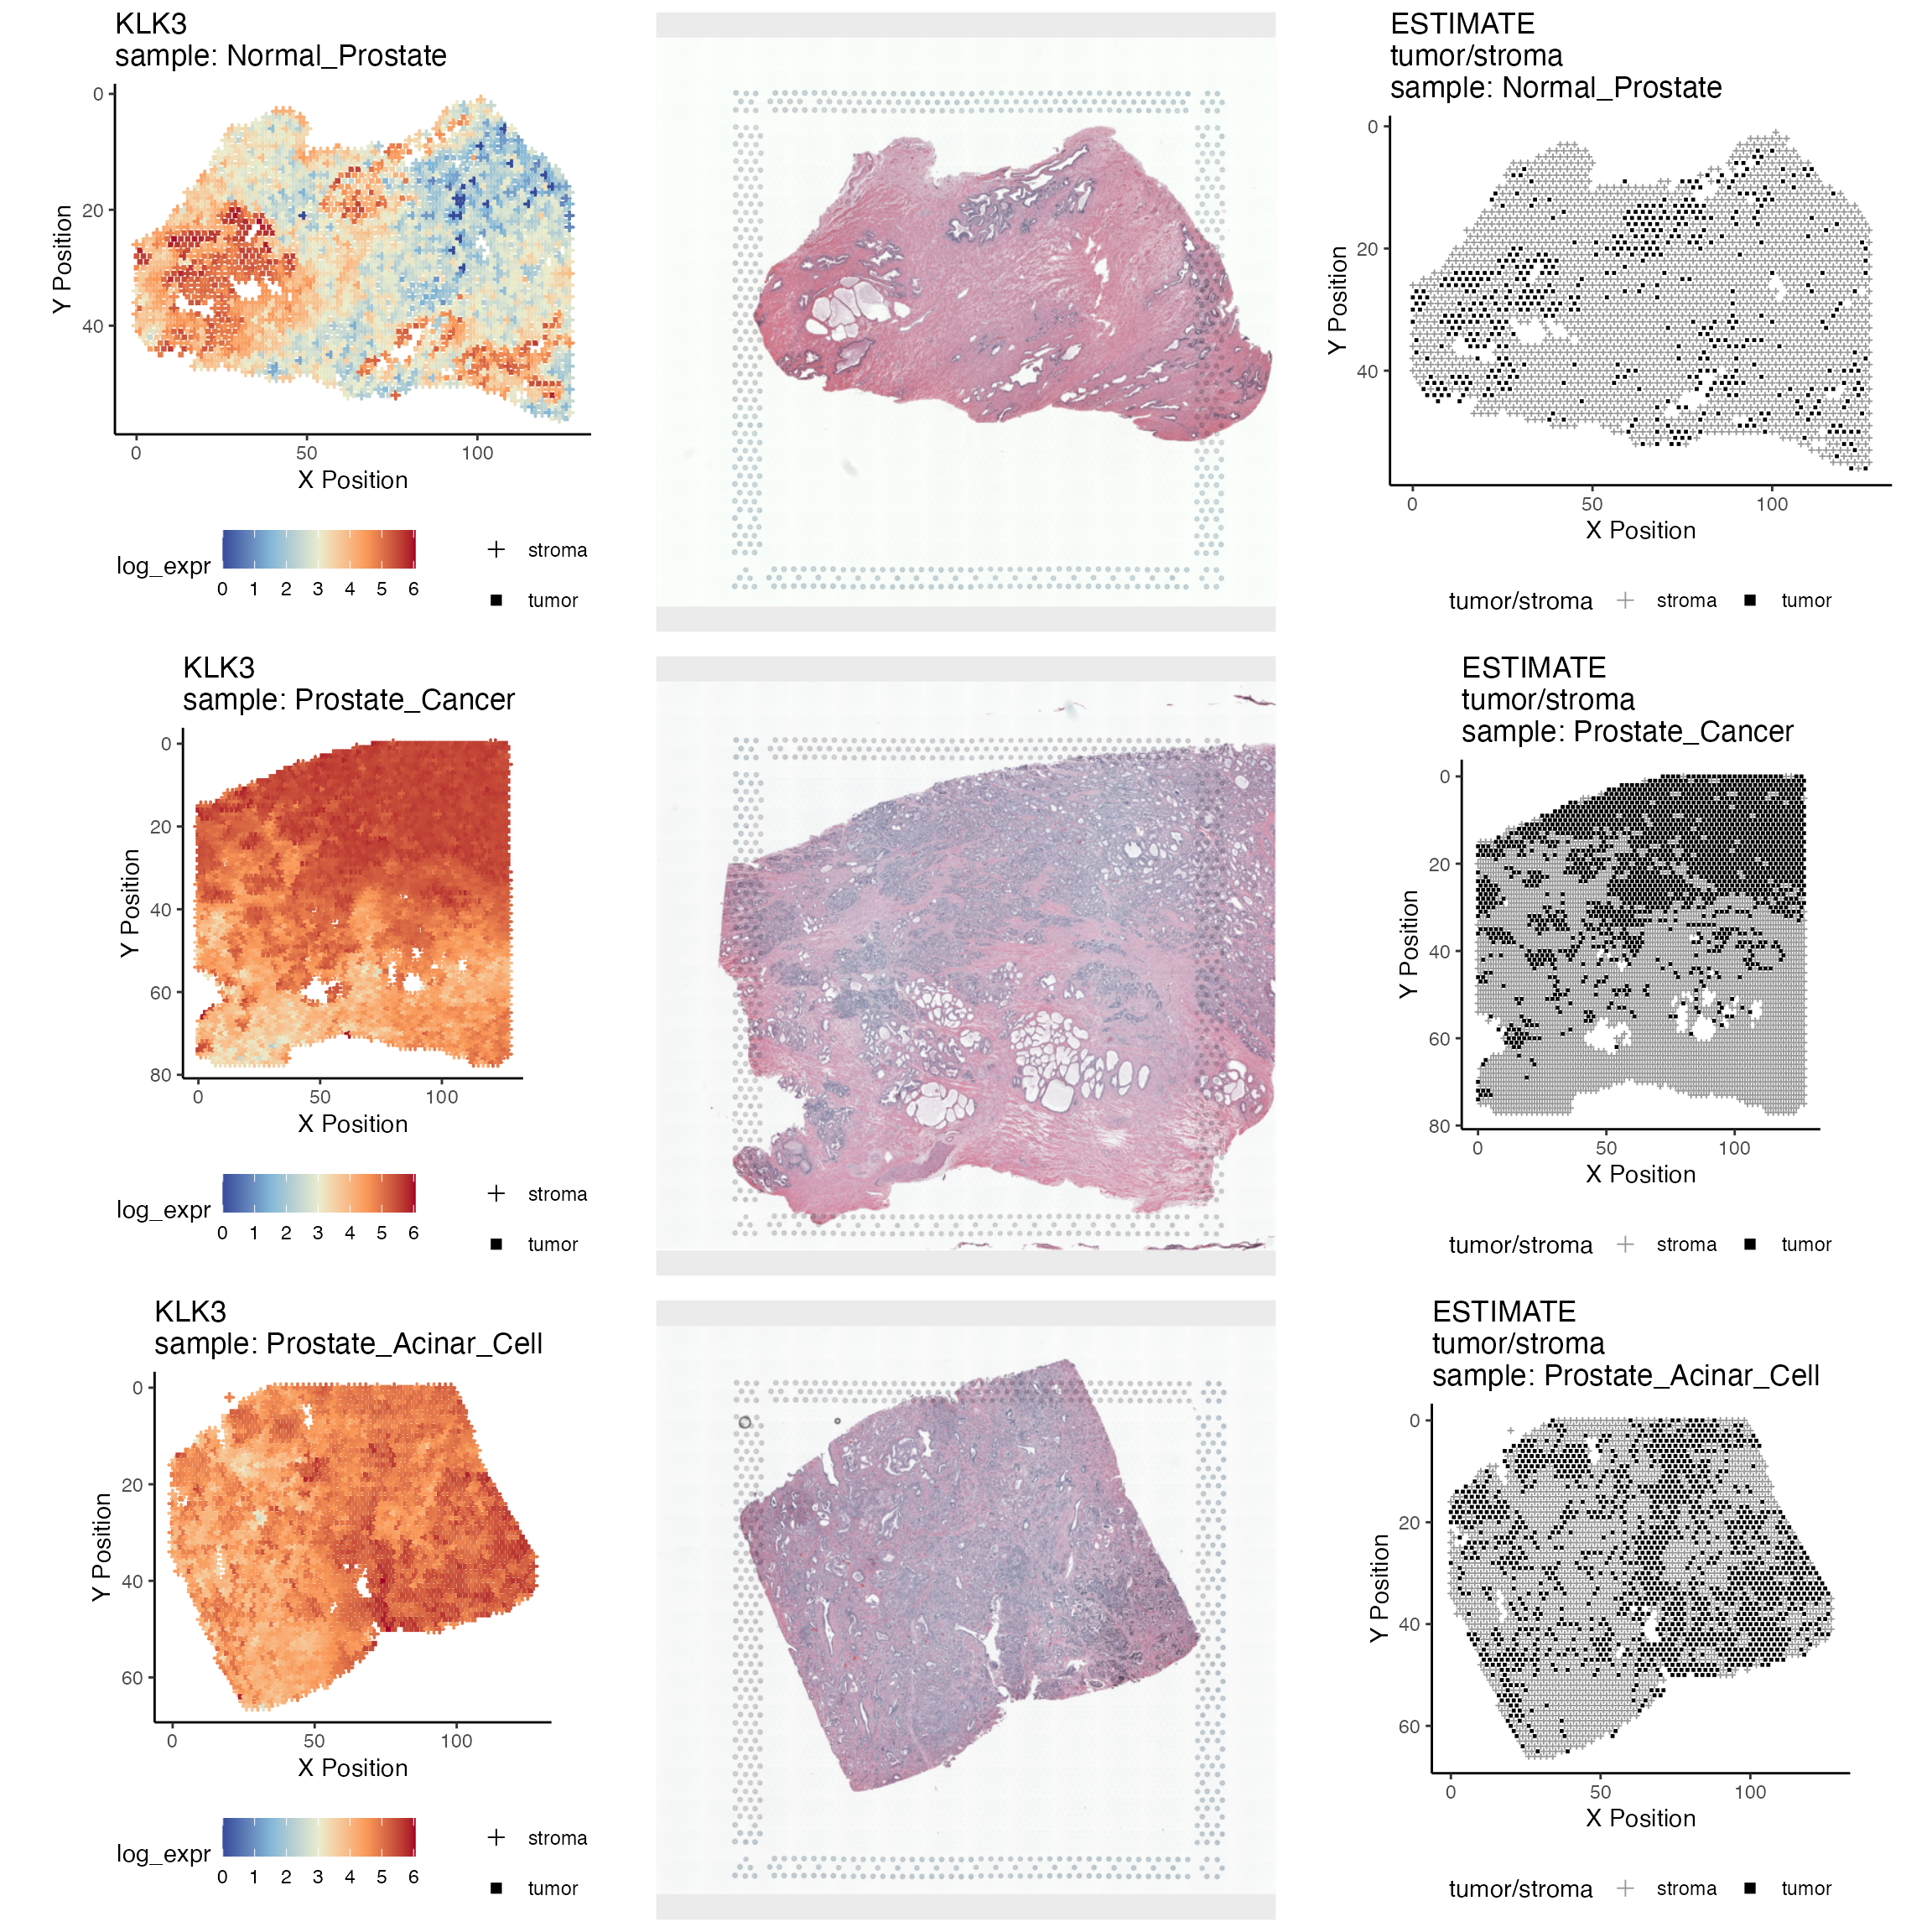 KLK3
sample: Normal_Prostate
0
20
40
Y Position
0 50 100
X Position
log_expr
0 1 2 3 4 5 6
stroma
tumor
ESTIMATE
tumor/stroma
sample: Normal_Prostate
0
20
40
Y Position
0 50 100
X Position
tumor/stroma stroma tumor
KLK3
sample: Prostate_Cancer
0
20
40
60
80
Y Position
0 50 100
X Position
log_expr
0 1 2 3 4 5 6
stroma
tumor
ESTIMATE
tumor/stroma
sample: Prostate_Cancer
0
20
40
60
80
Y Position
0 50 100
X Position
tumor/stroma stroma tumor
KLK3
sample: Prostate_Acinar_Cell
0
20
40
60
Y Position
0 50 100
X Position
log_expr
0 1 2 3 4 5 6
stroma
tumor
ESTIMATE
tumor/stroma
sample: Prostate_Acinar_Cell
0
20
40
60
Y Position
0 50 100
X Position
tumor/stroma stroma tumor